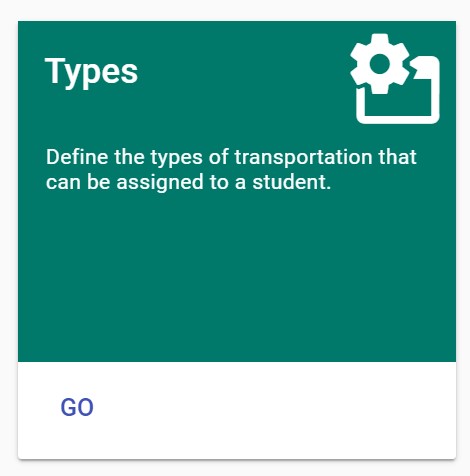 Types
Define the types of transportation that
can be assigned to a student.
GO